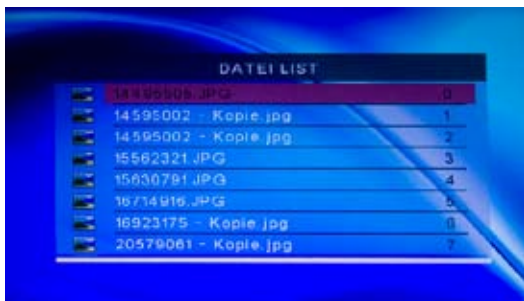 DATEI LIST
14495505.JPG 0
14595002 - Kopie.jpg 1
14595002 - Kopie.jpg 2
15562321.JPG 3
15630791.JPG 4
16714916.JPG 5
16923175 - Kopie.jpg 6
20579061 - Kopie.jpg 7